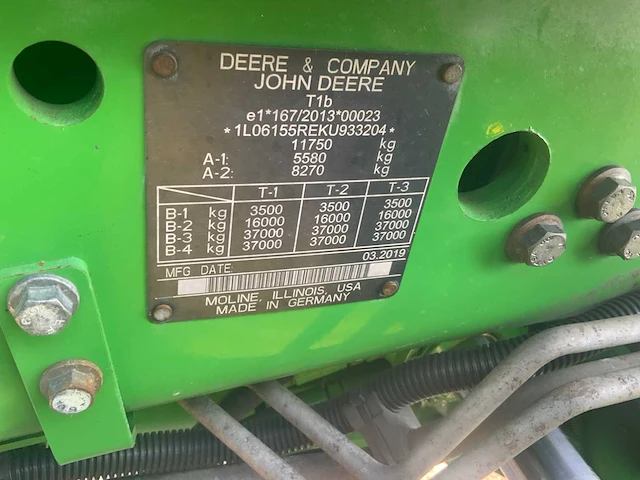 DEERE & COMPANY
JOHN DEERE
T1b
e1*167/2013*00023
*1L06155REKU933204*
11750 kg
A-1: 5580 kg
A-2: 8270 kg
T-1 T-2 T-3
B-1 kg 3500 3500 3500
B-2 kg 16000 16000 16000
B-3 kg 37000 37000 37000
B-4 kg 37000 37000 37000
MFG DATE: 03.2019
MOLINE, ILLINOIS, USA
MADE IN GERMANY